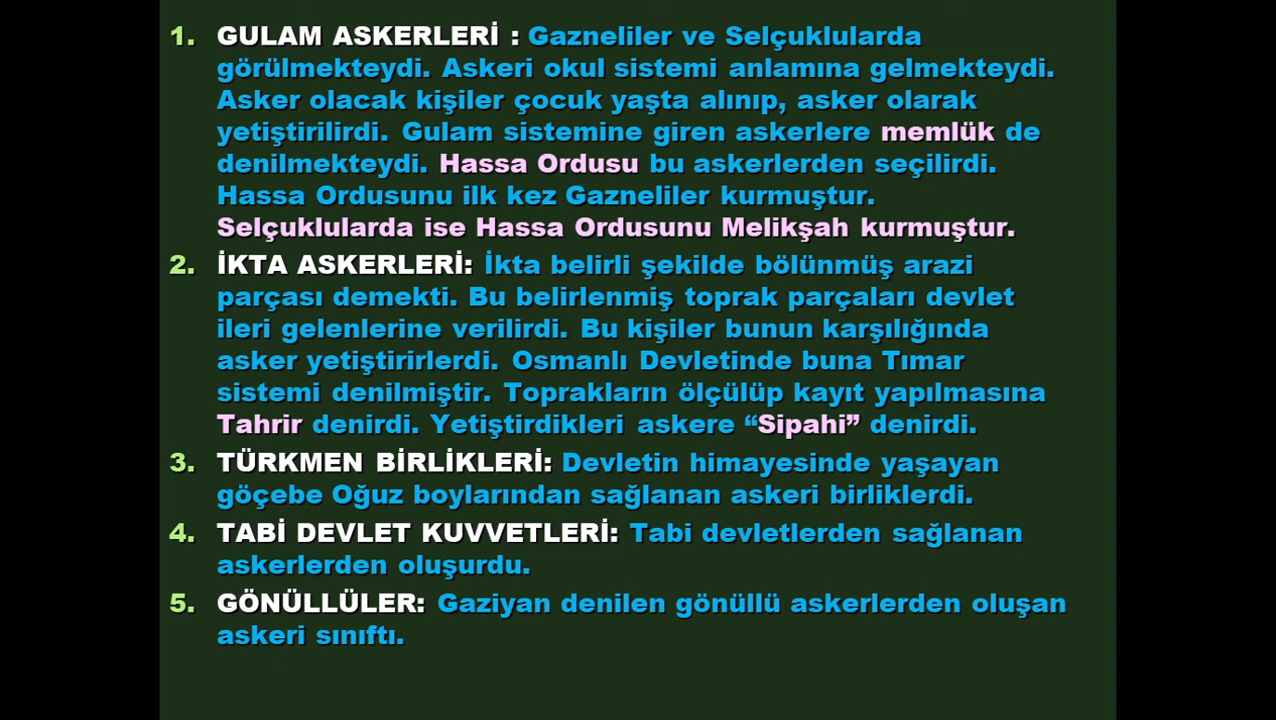 1. GULAM ASKERLERİ : Gazneliler ve Selçuklularda
görülmekteydi. Askeri okul sistemi anlamına gelmekteydi.
Asker olacak kişiler çocuk yaşta alınıp, asker olarak
yetiştirilirdi. Gulam sistemine giren askerlere memlük de
denilmekteydi. Hassa Ordusu bu askerlerden seçilirdi.
Hassa Ordusunu ilk kez Gazneliler kurmuştur.
Selçuklularda ise Hassa Ordusunu Melikşah kurmuştur.
2. İKTA ASKERLERİ: İkta belirli şekilde bölünmüş arazi
parçası demekti. Bu belirlenmiş toprak parçaları devlet
ileri gelenlerine verilirdi. Bu kişiler bunun karşılığında
asker yetiştirirlerdi. Osmanlı Devletinde buna Tımar
sistemi denilmiştir. Toprakların ölçülüp kayıt yapılmasına
Tahrir denirdi. Yetiştirdikleri askere “Sipahi” denirdi.
3. TÜRKMEN BİRLİKLERİ: Devletin himayesinde yaşayan
göçebe Oğuz boylarından sağlanan askeri birliklerdi.
4. TABİ DEVLET KUVVETLERİ: Tabi devletlerden sağlanan
askerlerden oluşurdu.
5. GÖNÜLLÜLER: Gaziyan denilen gönüllü askerlerden oluşan
askeri sınıftı.